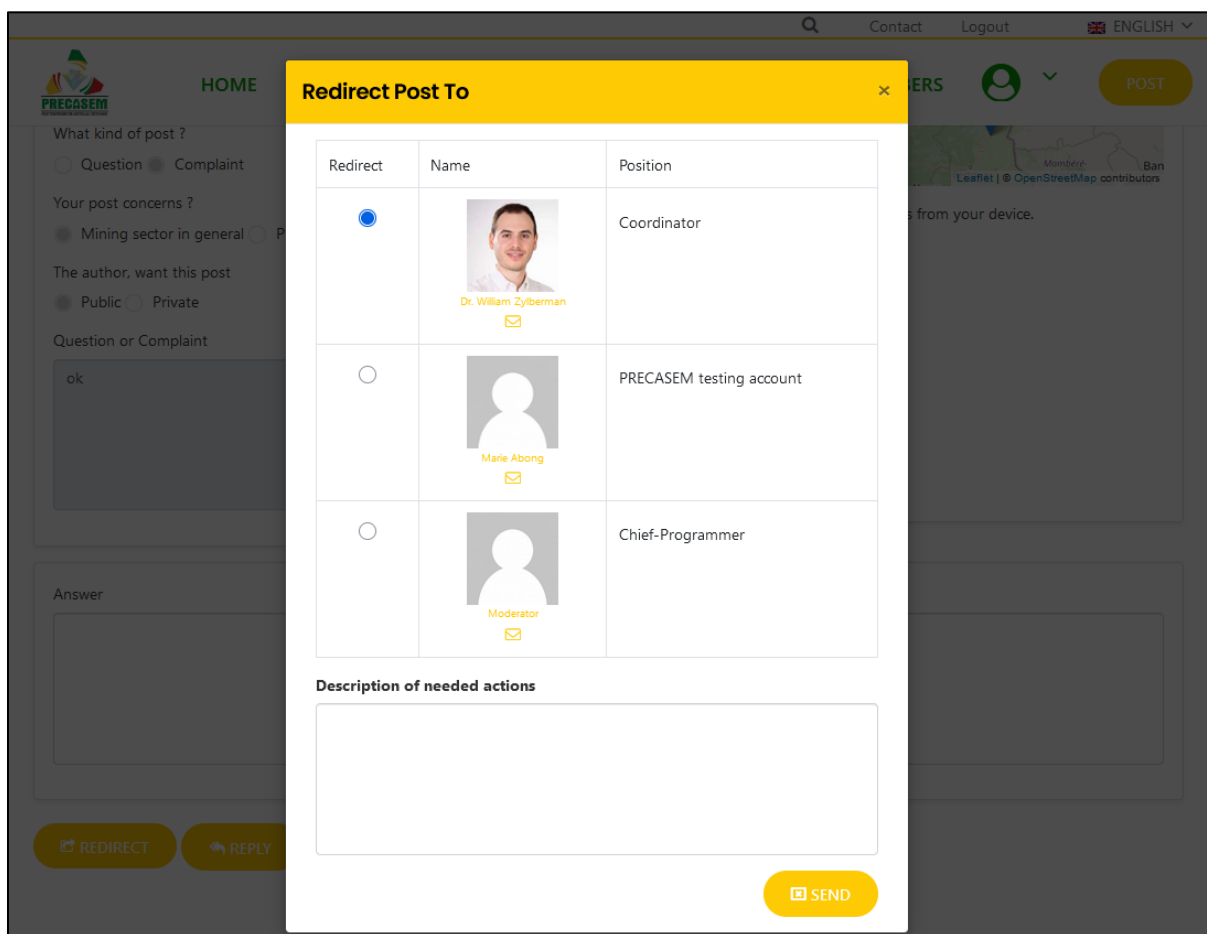 Contact Logout ENGLISH
PRECASEM
HOME
BERS
POST
Redirect Post To ×
What kind of post ?
Question Complaint
Your post concerns ?
Mining sector in general P
The author, want this post
Public Private
Question or Complaint
ok
Mambéré-
Ban
Leaflet | © OpenStreetMap contributors
s from your device.
Redirect Name Position
Dr. William Zylberman
Coordinator
Marie Abong
PRECASEM testing account
Moderator
Chief-Programmer
Answer
Description of needed actions
REDIRECT REPLY
SEND